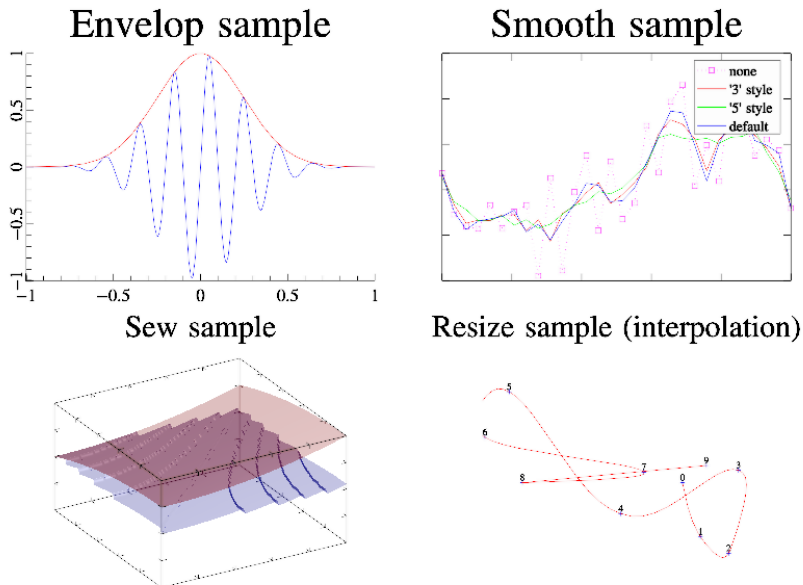 Envelop sample
Smooth sample
1
0.5
0
−0.5
−1
−1
−0.5
0
0.5
1
none
'3' style
'5' style
default
Sew sample
Resize sample (interpolation)
5
6
7
9
8
0
3
4
1
2